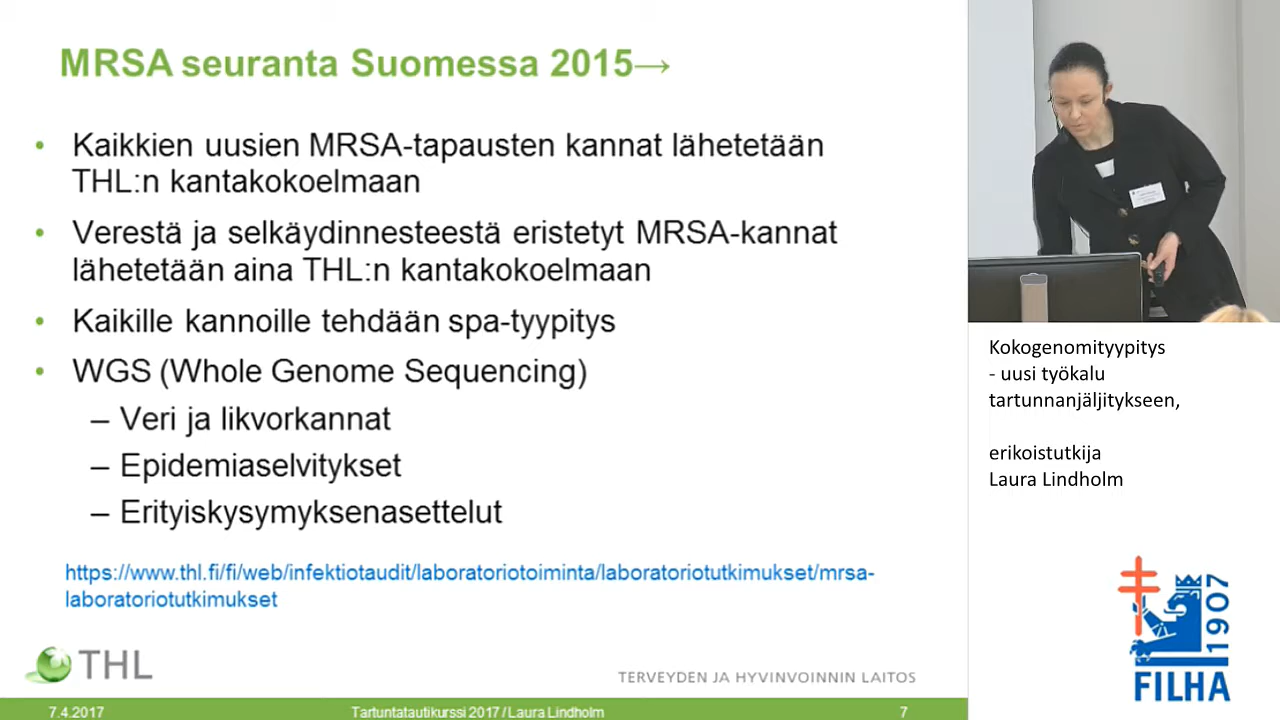 MRSA seuranta Suomessa 2015→
• Kaikkien uusien MRSA-tapausten kannat lähetetään
THL:n kantakokoelmaan
• Verestä ja selkäydinnesteestä eristetyt MRSA-kannat
lähetetään aina THL:n kantakokoelmaan
• Kaikille kannoille tehdään spa-tyypitys
• WGS (Whole Genome Sequencing)
– Veri ja likvorkannat
– Epidemiaselvitykset
– Erityiskysymyksenasettelut
https://www.thl.fi/fi/web/infektiotaudit/laboratoriotoiminta/laboratoriotutkimukset/mrsa-
laboratoriotutkimukset
THL
TERVEYDEN JA HYVINVOINNIN LAITOS
7.4.2017
Tartuntatautikurssi 2017 / Laura Lindholm
7
Kokogenomityypitys
- uusi työkalu
tartunnanjäljitykseen,
erikoistutkija
Laura Lindholm
1907
FILHA